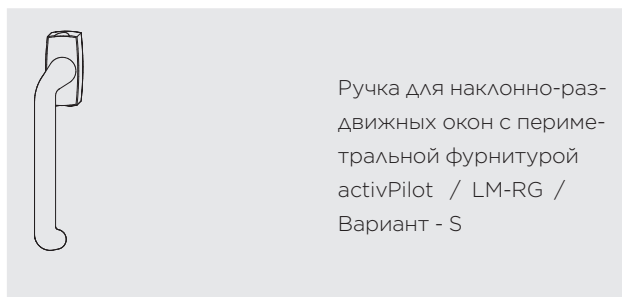 Ручка для наклонно-раз-
движных окон с периме-
тральной фурнитурой
activPilot / LM-RG /
Вариант - S